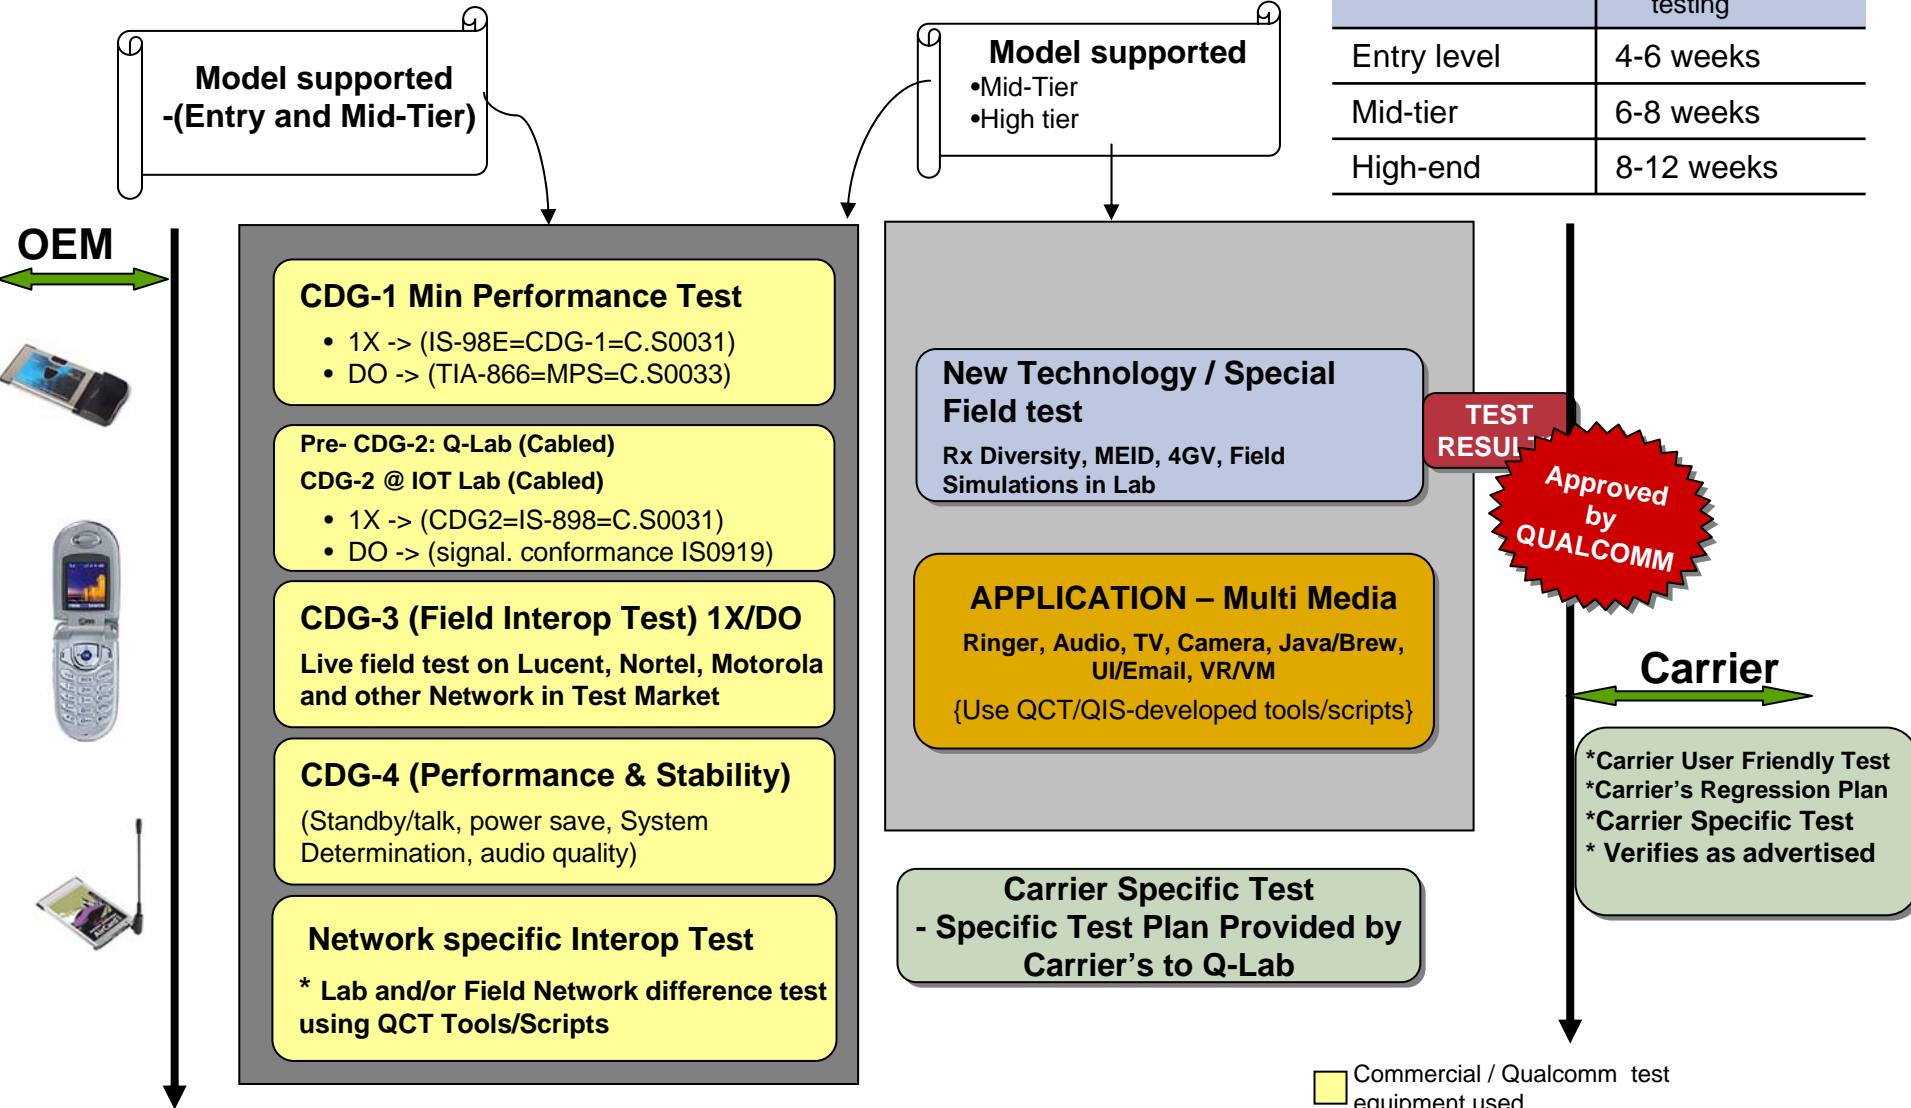 Model supported
-(Entry and Mid-Tier)
Model supported
•Mid-Tier
•High tier
testing
Entry level 4-6 weeks
Mid-tier 6-8 weeks
High-end 8-12 weeks
OEM
CDG-1 Min Performance Test
• 1X -> (IS-98E=CDG-1=C.S0031)
• DO -> (TIA-866=MPS=C.S0033)
Pre- CDG-2: Q-Lab (Cabled)
CDG-2 @ IOT Lab (Cabled)
• 1X -> (CDG2=IS-898=C.S0031)
• DO -> (signal. conformance IS0919)
CDG-3 (Field Interop Test) 1X/DO
Live field test on Lucent, Nortel, Motorola
and other Network in Test Market
CDG-4 (Performance & Stability)
(Standby/talk, power save, System
Determination, audio quality)
Network specific Interop Test
* Lab and/or Field Network difference test
using QCT Tools/Scripts
New Technology / Special
Field test
Rx Diversity, MEID, 4GV, Field
Simulations in Lab
TEST
Approved
by
QUALCOMM
APPLICATION – Multi Media
Ringer, Audio, TV, Camera, Java/Brew,
UI/Email, VR/VM
{Use QCT/QIS-developed tools/scripts}
Carrier Specific Test
- Specific Test Plan Provided by
Carrier's to Q-Lab
Carrier
*Carrier User Friendly Test
*Carrier's Regression Plan
*Carrier Specific Test
* Verifies as advertised
Commercial / Qualcomm test
equipment used